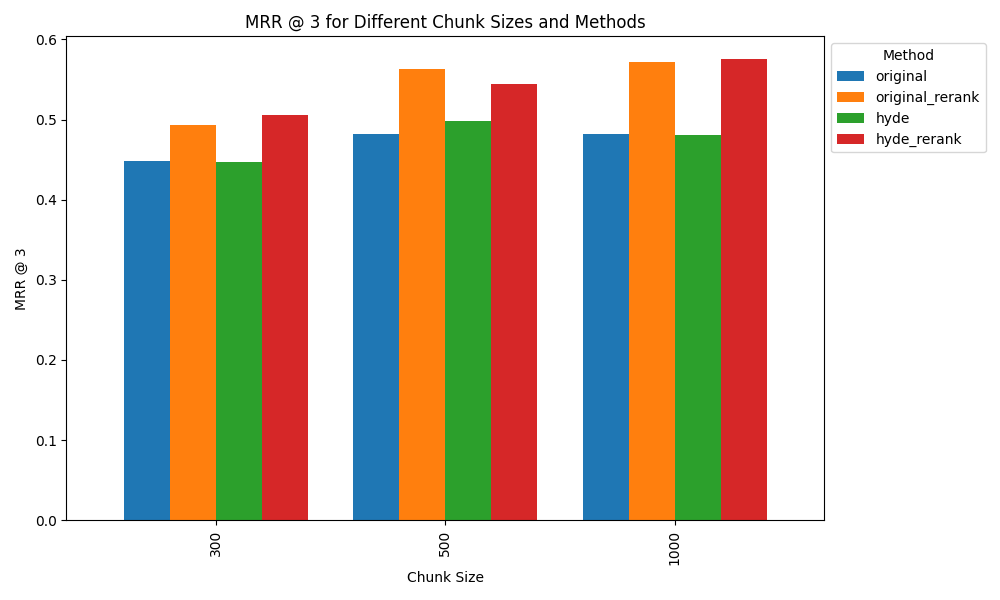 MRR @ 3 for Different Chunk Sizes and Methods
0.6
0.5
0.4
0.3
0.2
0.1
0.0
MRR @ 3
300
500
1000
Chunk Size
Method
original
original_rerank
hyde
hyde_rerank